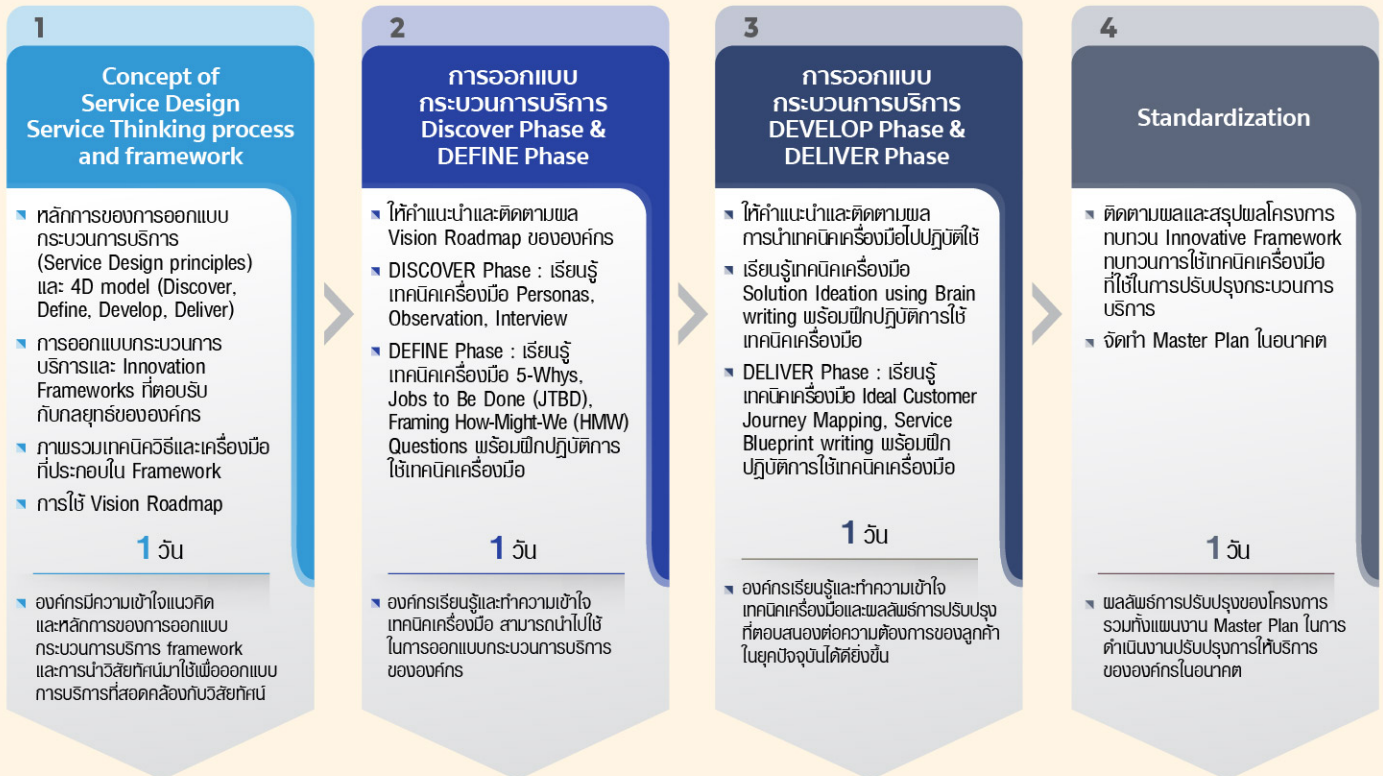 1
Concept of
Service Design
Service Thinking process
and framework
หลักการของการออกแบบ
กระบวนการบริการ
(Service Design principles)
และ 4D model (Discover,
Define, Develop, Deliver)
การออกแบบกระบวนการ
บริการและ Innovation
Frameworks ที่ตอบรับ
กับกลยุทธ์ขององค์กร
ภาพรวมเทคนิควิธีและเครื่องมือ
ที่ประกอบใน Framework
การใช้ Vision Roadmap
1 วัน
องค์กรมีความเข้าใจแนวคิด
และหลักการของการออกแบบ
กระบวนการบริการ framework
และการนำวิสัยทัศน์มาใช้เพื่อออกแบบ
การบริการที่สอดคล้องกับวิสัยทัศน์
2
การออกแบบ
กระบวนการบริการ
Discover Phase &
DEFINE Phase
ให้คำแนะนำและติดตามผล
Vision Roadmap ขององค์กร
DISCOVER Phase : เรียนรู้
เทคนิคเครื่องมือ Personas,
Observation, Interview
DEFINE Phase : เรียนรู้
เทคนิคเครื่องมือ 5-Whys,
Jobs to Be Done (JTBD),
Framing How-Might-We (HMW)
Questions พร้อมฝึกปฏิบัติการ
ใช้เทคนิคเครื่องมือ
1 วัน
องค์กรเรียนรู้และทำความเข้าใจ
เทคนิคเครื่องมือ สามารถนำไปใช้
ในการออกแบบกระบวนการบริการ
ขององค์กร
3
การออกแบบ
กระบวนการบริการ
DEVELOP Phase &
DELIVER Phase
ให้คำแนะนำและติดตามผล
การนำเทคนิคเครื่องมือไปปฏิบัติใช้
เรียนรู้เทคนิคเครื่องมือ
Solution Ideation using Brain
writing พร้อมฝึกปฏิบัติการใช้
เทคนิคเครื่องมือ
DELIVER Phase : เรียนรู้
เทคนิคเครื่องมือ Ideal Customer
Journey Mapping, Service
Blueprint writing พร้อมฝึก
ปฏิบัติการใช้เทคนิคเครื่องมือ
1 วัน
องค์กรเรียนรู้และทำความเข้าใจ
เทคนิคเครื่องมือและผลลัพธ์การปรับปรุง
ที่ตอบสนองต่อความต้องการของลูกค้า
ในยุคปัจจุบันได้ดียิ่งขึ้น
4
Standardization
ติดตามผลและสรุปผลโครงการ
ทบทวน Innovative Framework
ทบทวนการใช้เทคนิคเครื่องมือ
ที่ใช้ในการปรับปรุงกระบวนการ
บริการ
จัดทำ Master Plan ในอนาคต
1 วัน
ผลลัพธ์การปรับปรุงของโครงการ
รวมทั้งแผนงาน Master Plan ในการ
ดำเนินงานปรับปรุงการให้บริการ
ขององค์กรในอนาคต